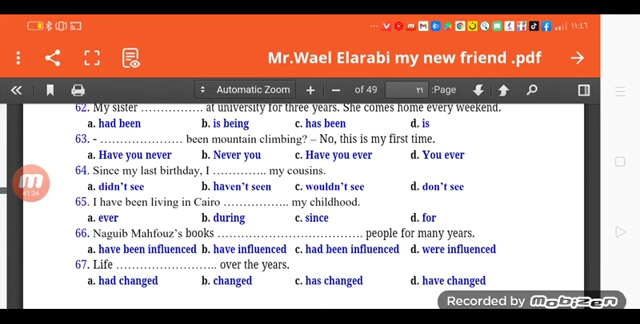 ١١:٤٦
Mr.Wael Elarabi my new friend .pdf
Automatic Zoom + − of 49 ٢١ :Page
62. My sister …………… at university for three years. She comes home every weekend.
a. had been b. is being c. has been d. is
63. - ………………… been mountain climbing? – No, this is my first time.
a. Have you never b. Never you c. Have you ever d. You ever
64. Since my last birthday, I ………….. my cousins.
a. didn't see b. haven't seen c. wouldn't see d. don't see
47:24
65. I have been living in Cairo …………….. my childhood.
a. ever b. during c. since d. for
66. Naguib Mahfouz's books ……………………………… people for many years.
a. have been influenced b. have influenced c. had been influenced d. were influenced
67. Life …………………….. over the years.
a. had changed b. changed c. has changed d. have changed
Recorded by Mobizen